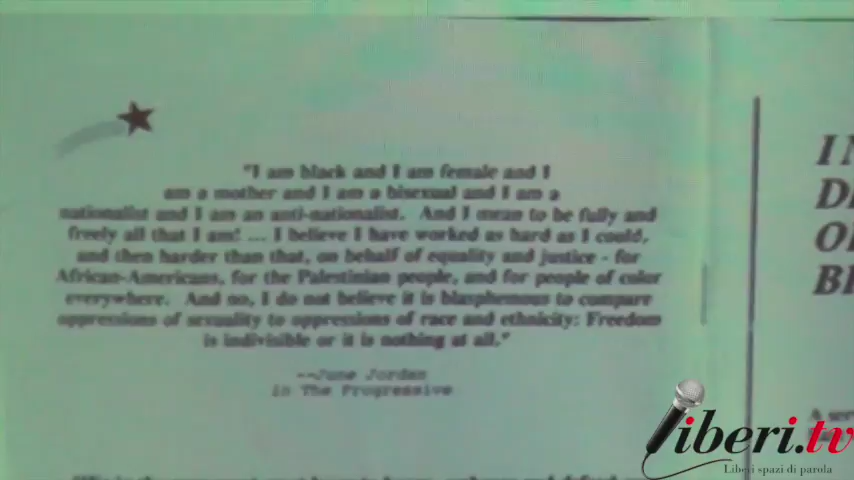 "I am black and I am female and I
am a mother and I am a bisexual and I am a
nationalist and I am an anti-nationalist. And I mean to be fully and
freely all that I am! ... I believe I have worked as hard as I could,
and then harder than that, on behalf of equality and justice - for
African-Americans, for the Palestinian people, and for people of color
everywhere. And no, I do not believe it is blasphemous to compare
oppressions of sexuality to oppressions of race and ethnicity: Freedom
is indivisible or it is nothing at all."
--June Jordan
in The Progressive
I
D
O
B
A ser
liberi.tv
Liberi spazi di parola